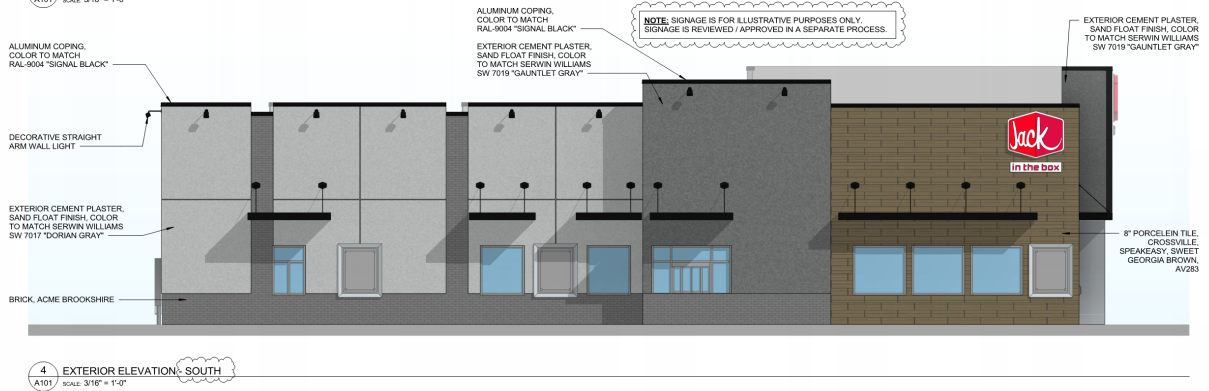 A101 SCALE: 3/16" = 1'-0"
ALUMINUM COPING,
COLOR TO MATCH
RAL-9004 "SIGNAL BLACK"
EXTERIOR CEMENT PLASTER,
SAND FLOAT FINISH, COLOR
TO MATCH SERWIN WILLIAMS
SW 7019 "GAUNTLET GRAY"
NOTE: SIGNAGE IS FOR ILLUSTRATIVE PURPOSES ONLY.
SIGNAGE IS REVIEWED / APPROVED IN A SEPARATE PROCESS.
EXTERIOR CEMENT PLASTER,
SAND FLOAT FINISH, COLOR
TO MATCH SERWIN WILLIAMS
SW 7019 "GAUNTLET GRAY"
ALUMINUM COPING,
COLOR TO MATCH
RAL-9004 "SIGNAL BLACK"
DECORATIVE STRAIGHT
ARM WALL LIGHT
EXTERIOR CEMENT PLASTER,
SAND FLOAT FINISH, COLOR
TO MATCH SERWIN WILLIAMS
SW 7017 "DORIAN GRAY"
BRICK, ACME BROOKSHIRE
Jack
in the box
8" PORCELEIN TILE,
CROSSVILLE,
SPEAKEASY, SWEET
GEORGIA BROWN,
AV283
4 EXTERIOR ELEVATION - SOUTH
A101 SCALE: 3/16" = 1'-0"